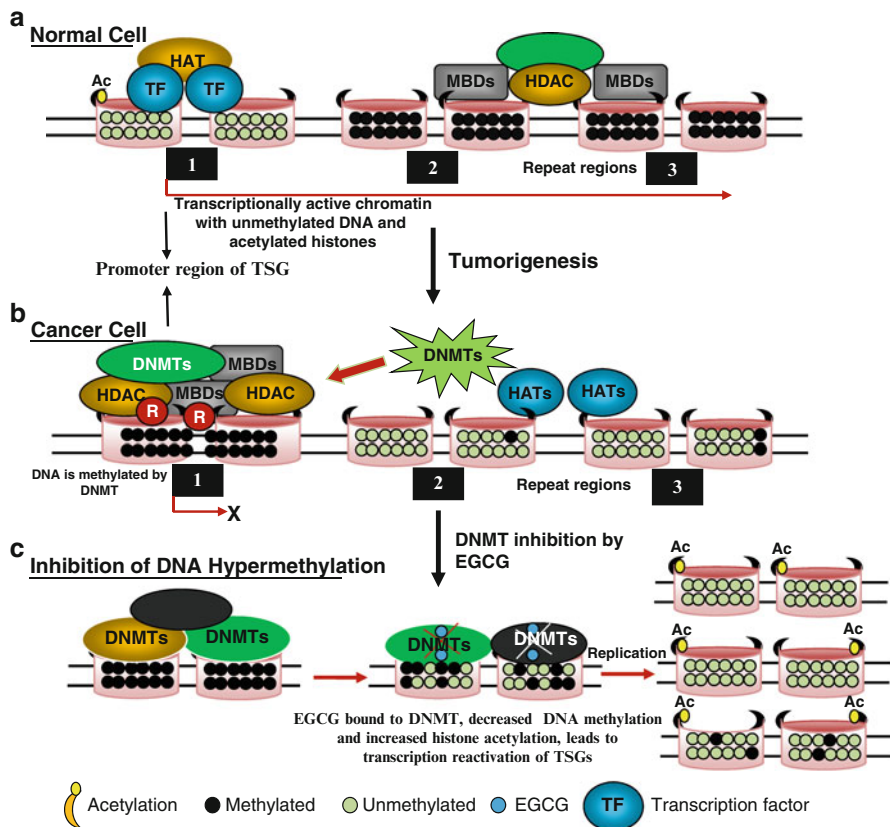 a
Normal Cell
HAT
Ac
TF
TF
MBDs
HDAC
MBDs
1
2
Repeat regions
3
Transcriptionally active chromatin
with unmethylated DNA and
acetylated histones
Promoter region of TSG
Tumorigenesis
b
Cancer Cell
DNMTs
MBDs
DNMTs
HDAC
MBDs
HDAC
HATs
HATs
R
R
DNA is methylated by
DNMT
1
X
2
Repeat regions
3
DNMT inhibition by
EGCG
c
Inhibition of DNA Hypermethylation
Ac
Ac
DNMTs
DNMTs
DNMTs
DNMTs
Replication
Ac
Ac
Ac
Ac
EGCG bound to DNMT, decreased DNA methylation
and increased histone acetylation, leads to
transcription reactivation of TSGs
Acetylation
Methylated
Unmethylated
EGCG
TF
Transcription factor